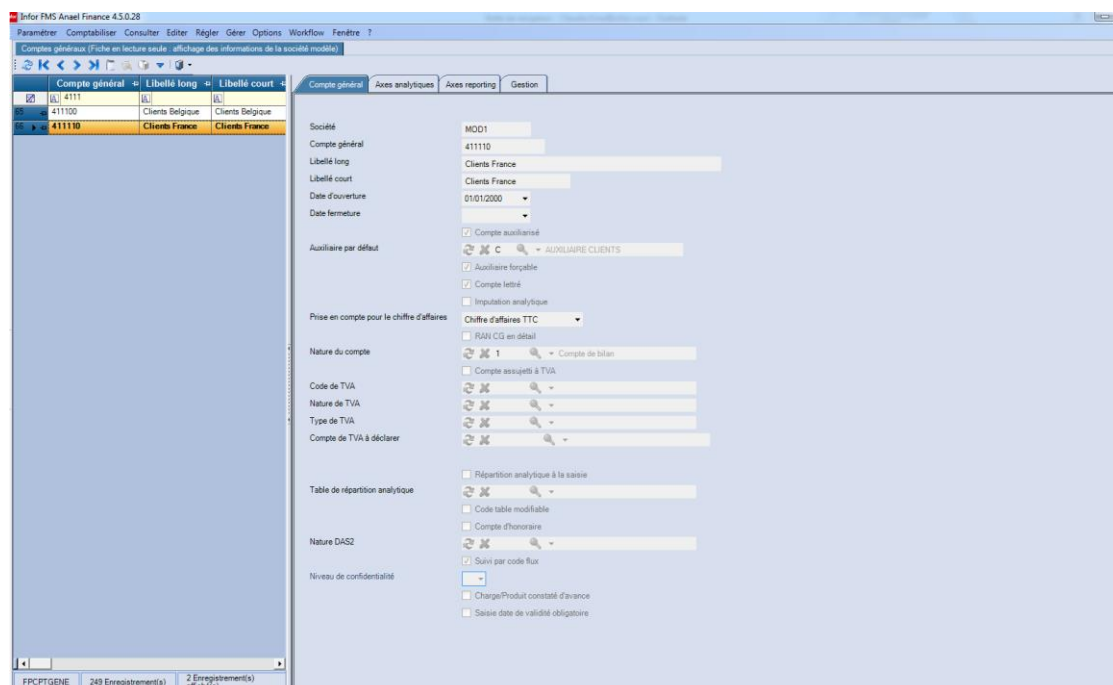 Infor FMS Anael Finance 4.5.0.28
Paramétrer Comptabiliser Consulter Editer Régler Gérer Options Workflow Fenêtre ?
Comptes généraux (Fiche en lecture seule : affichage des informations de la société modèle)
Compte général Libellé long Libellé court
4111
65 411100 Clients Belgique Clients Belgique
66 411110 Clients France Clients France
Compte général Axes analytiques Axes reporting Gestion
Société MOD1
Compte général 411110
Libellé long Clients France
Libellé court Clients France
Date d'ouverture 01/01/2000
Date fermeture
Compte auxiliarisé
Auxiliaire par défaut C AUXILIAIRE CLIENTS
Auxiliaire forçable
Compte lettré
Imputation analytique
Prise en compte pour le chiffre d'affaires Chiffre d'affaires TTC
RAN CG en détail
Nature du compte 1 Compte de bilan
Compte assujetti à TVA
Code de TVA
Nature de TVA
Type de TVA
Compte de TVA à déclarer
Répartition analytique à la saisie
Table de répartition analytique
Code table modifiable
Compte d'honoraire
Nature DAS2
Suivi par code flux
Niveau de confidentialité
Charge/Produit constaté d'avance
Saisie date de validité obligatoire
FPCPTGENE 249 Enregistrement(s) 2 Enregistrement(s)